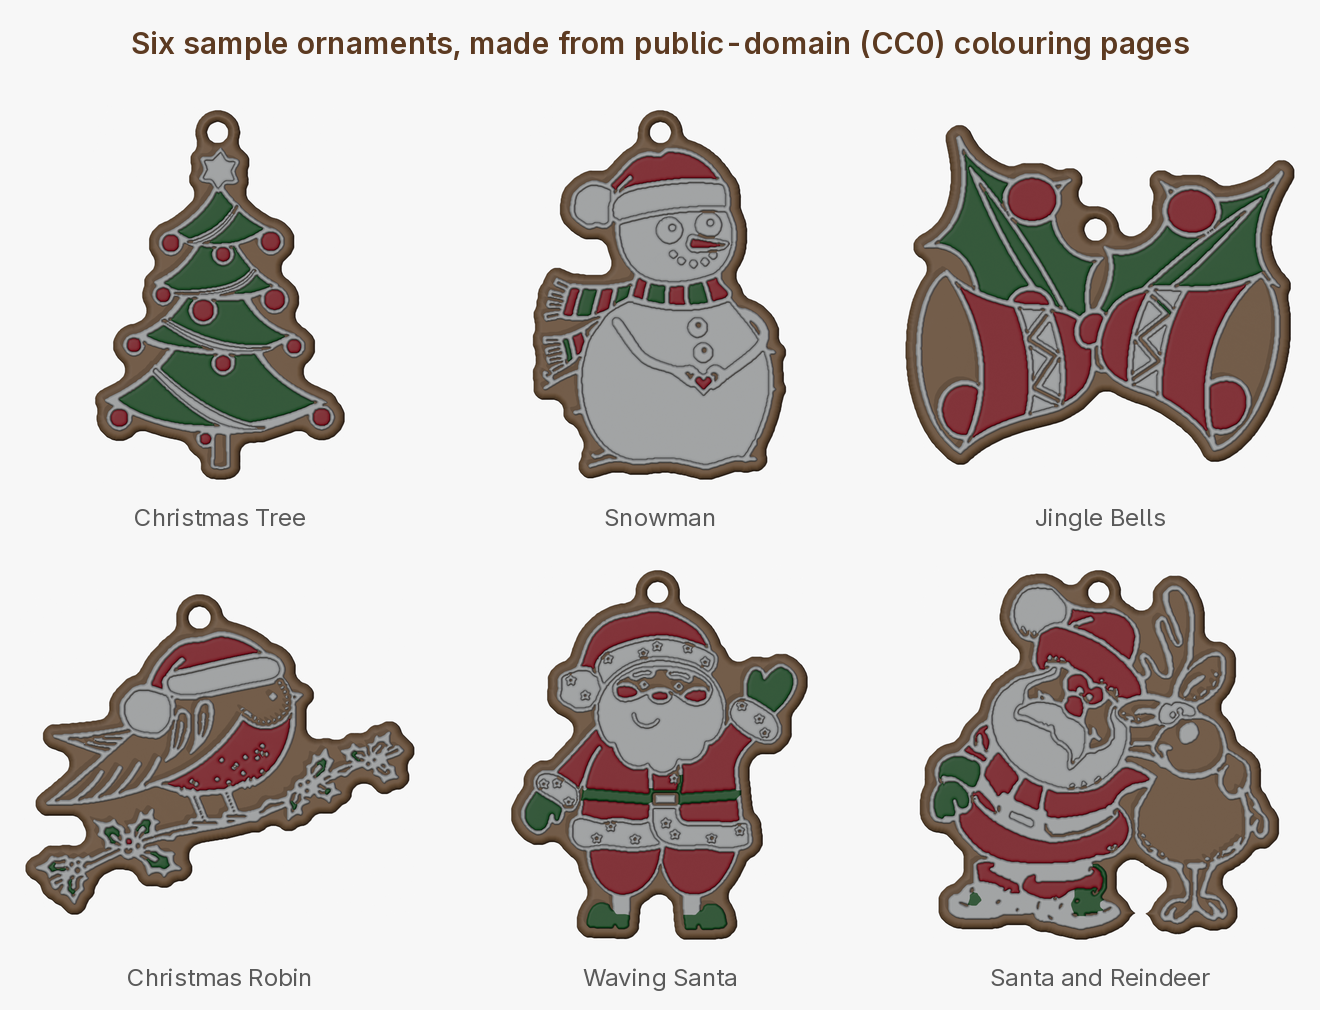 Six sample ornaments, made from public-domain (CC0) colouring pages
Christmas Tree
Snowman
Jingle Bells
Christmas Robin
Waving Santa
Santa and Reindeer